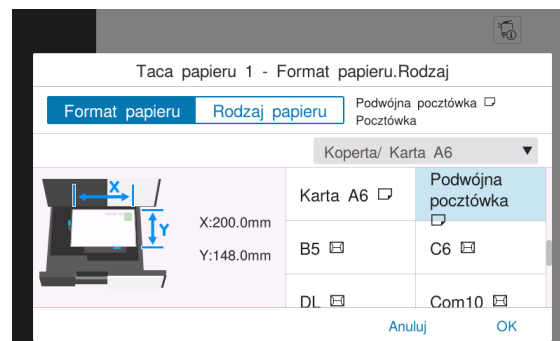 Taca papieru 1 - Format papieru.Rodzaj
Format papieru
Rodzaj papieru
Podwójna pocztówka
Pocztówka
Koperta/ Karta A6
X
Y
X:200.0mm
Y:148.0mm
Karta A6
Podwójna
pocztówka
B5
C6
DL
Com10
Anuluj
OK